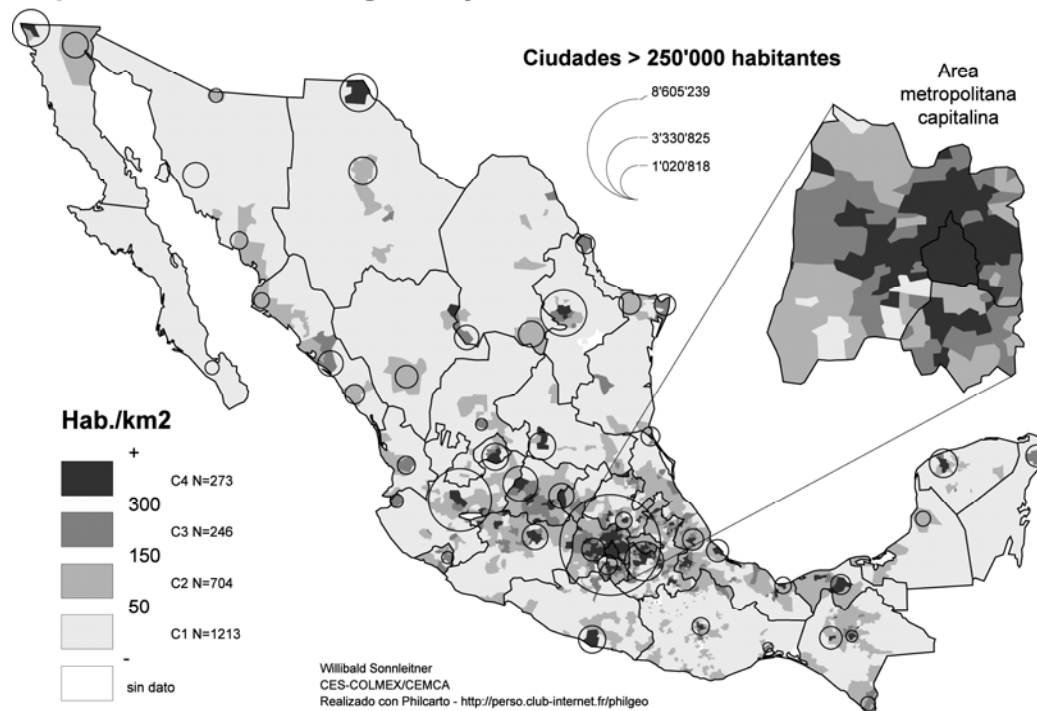 Ciudades > 250'000 habitantes
8'605'239
3'330'825
1'020'818
Area
metropolitana
capitalina
Hab./km2
+
C4 N=273
300
C3 N=246
150
C2 N=704
50
C1 N=1213
-
sin dato
Willibald Sonnleitner
CES-COLMEX/CEMCA
Realizado con Philcarto - http://perso.club-internet.fr/philgeo